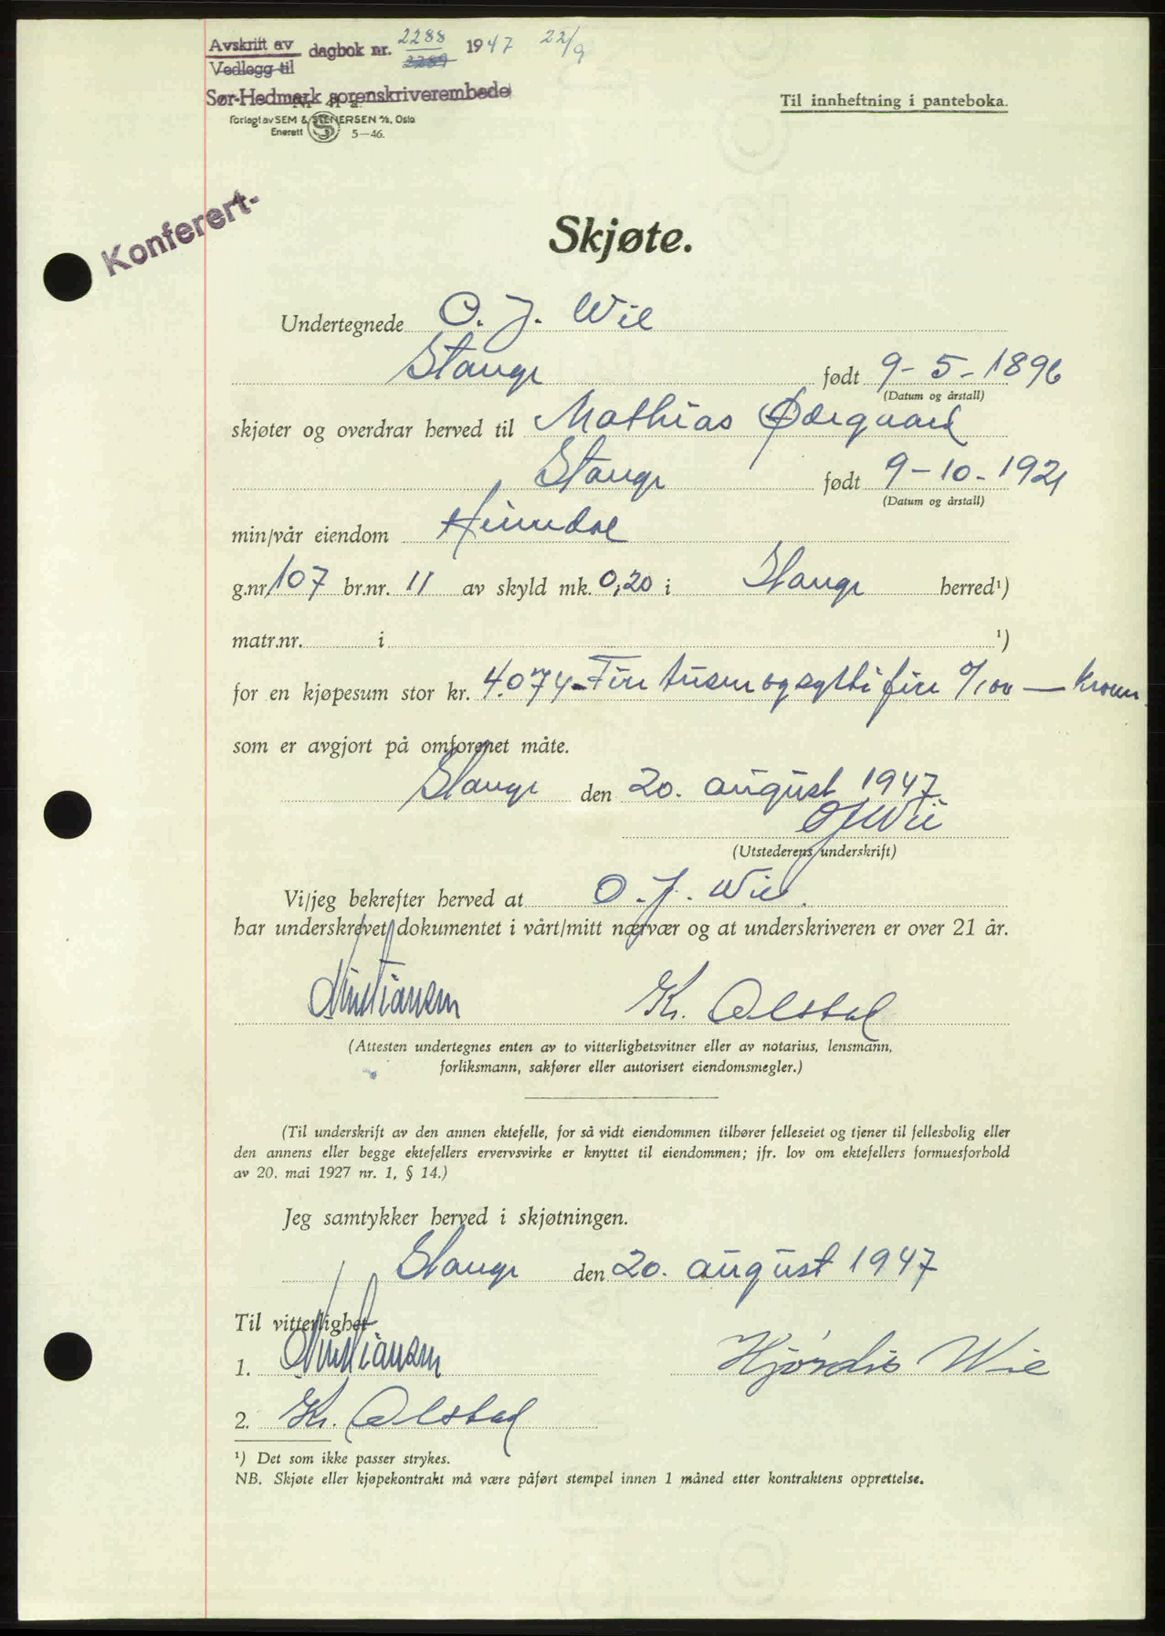 Avskrift av dagbok nr. 2288 1947 22/9
Vedlegg til 2289
Sør-Hedmark sorenskriverembede
Forlagt av SEM & STENERSEN A/S, Oslo
Enerett S 5—46.
Til innheftning i panteboka.
Konferert-
Skjøte.
Undertegnede O. J. Wie
Stange født 9-5-1896
(Datum og årstall)
skjøter og overdrar herved til Mathias Ødegaard
Stange født 9-10-1921
(Datum og årstall)
min/vår eiendom Heimdal
g.nr. 107 br.nr. 11 av skyld mk. 0,20 i Stange herred¹)
matr.nr. i ¹)
for en kjøpesum stor kr. 4.074- Fire tusen og sytti fire 0/100 — kroner
som er avgjort på omforenet måte.
Stange den 20. august 1947
O J Wie
(Utstederens underskrift)
Vi/jeg bekrefter herved at O. J. Wie.
har underskrevet dokumentet i vårt/mitt nærvær og at underskriveren er over 21 år.
Kristiansen Kr. Olstad
(Attesten undertegnes enten av to vitterlighetsvitner eller av notarius, lensmann,
forliksmann, sakfører eller autorisert eiendomsmegler.)
(Til underskrift av den annen ektefelle, for så vidt eiendommen tilhører felleseiet og tjener til fellesbolig eller
den annens eller begge ektefellers ervervsvirke er knyttet til eiendommen; jfr. lov om ektefellers formuesforhold
av 20. mai 1927 nr. 1, § 14.)
Jeg samtykker herved i skjøtningen.
Stange den 20. august 1947
Til vitterlighet
1. Kristiansen Hjørdis Wie
2. Kr. Olstad
¹) Det som ikke passer strykes.
NB. Skjøte eller kjøpekontrakt må være påført stempel innen 1 måned etter kontraktens opprettelse.